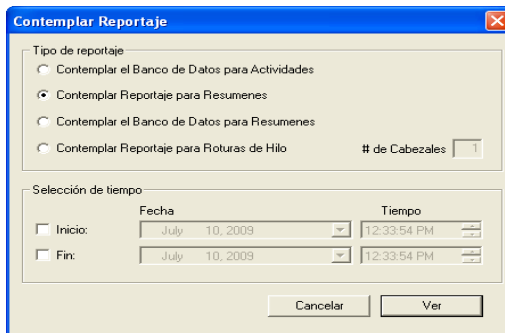 Contemplar Reportaje
Tipo de reportaje
Contemplar el Banco de Datos para Actividades
Contemplar Reportaje para Resumenes
Contemplar el Banco de Datos para Resumenes
Contemplar Reportaje para Roturas de Hilo # de Cabezales 1
Selección de tiempo
Fecha Tiempo
Inicio: July 10, 2009 12:33:54 PM
Fin: July 10, 2009 12:33:54 PM
Cancelar Ver